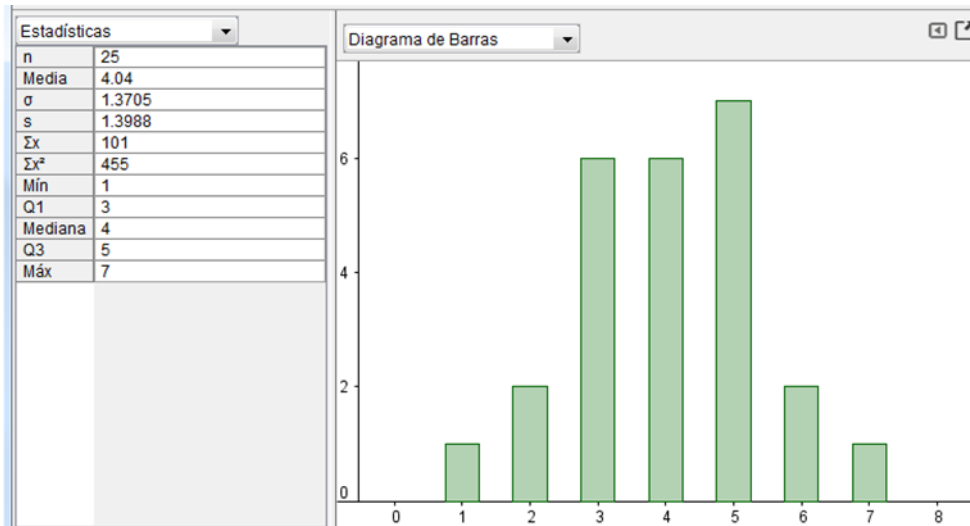 Estadísticas
n 25
Media 4.04
σ 1.3705
s 1.3988
Σx 101
Σx² 455
Mín 1
Q1 3
Mediana 4
Q3 5
Máx 7
Diagrama de Barras
6
4
2
0
0 1 2 3 4 5 6 7 8